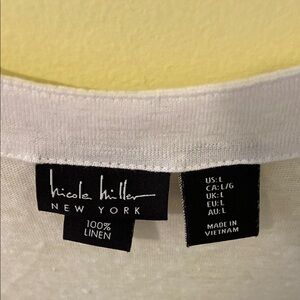 nicole miller
NEW YORK
100%
LINEN
US: L
CA: L/G
UK: L
EU: L
AU: L
MADE IN
VIETNAM